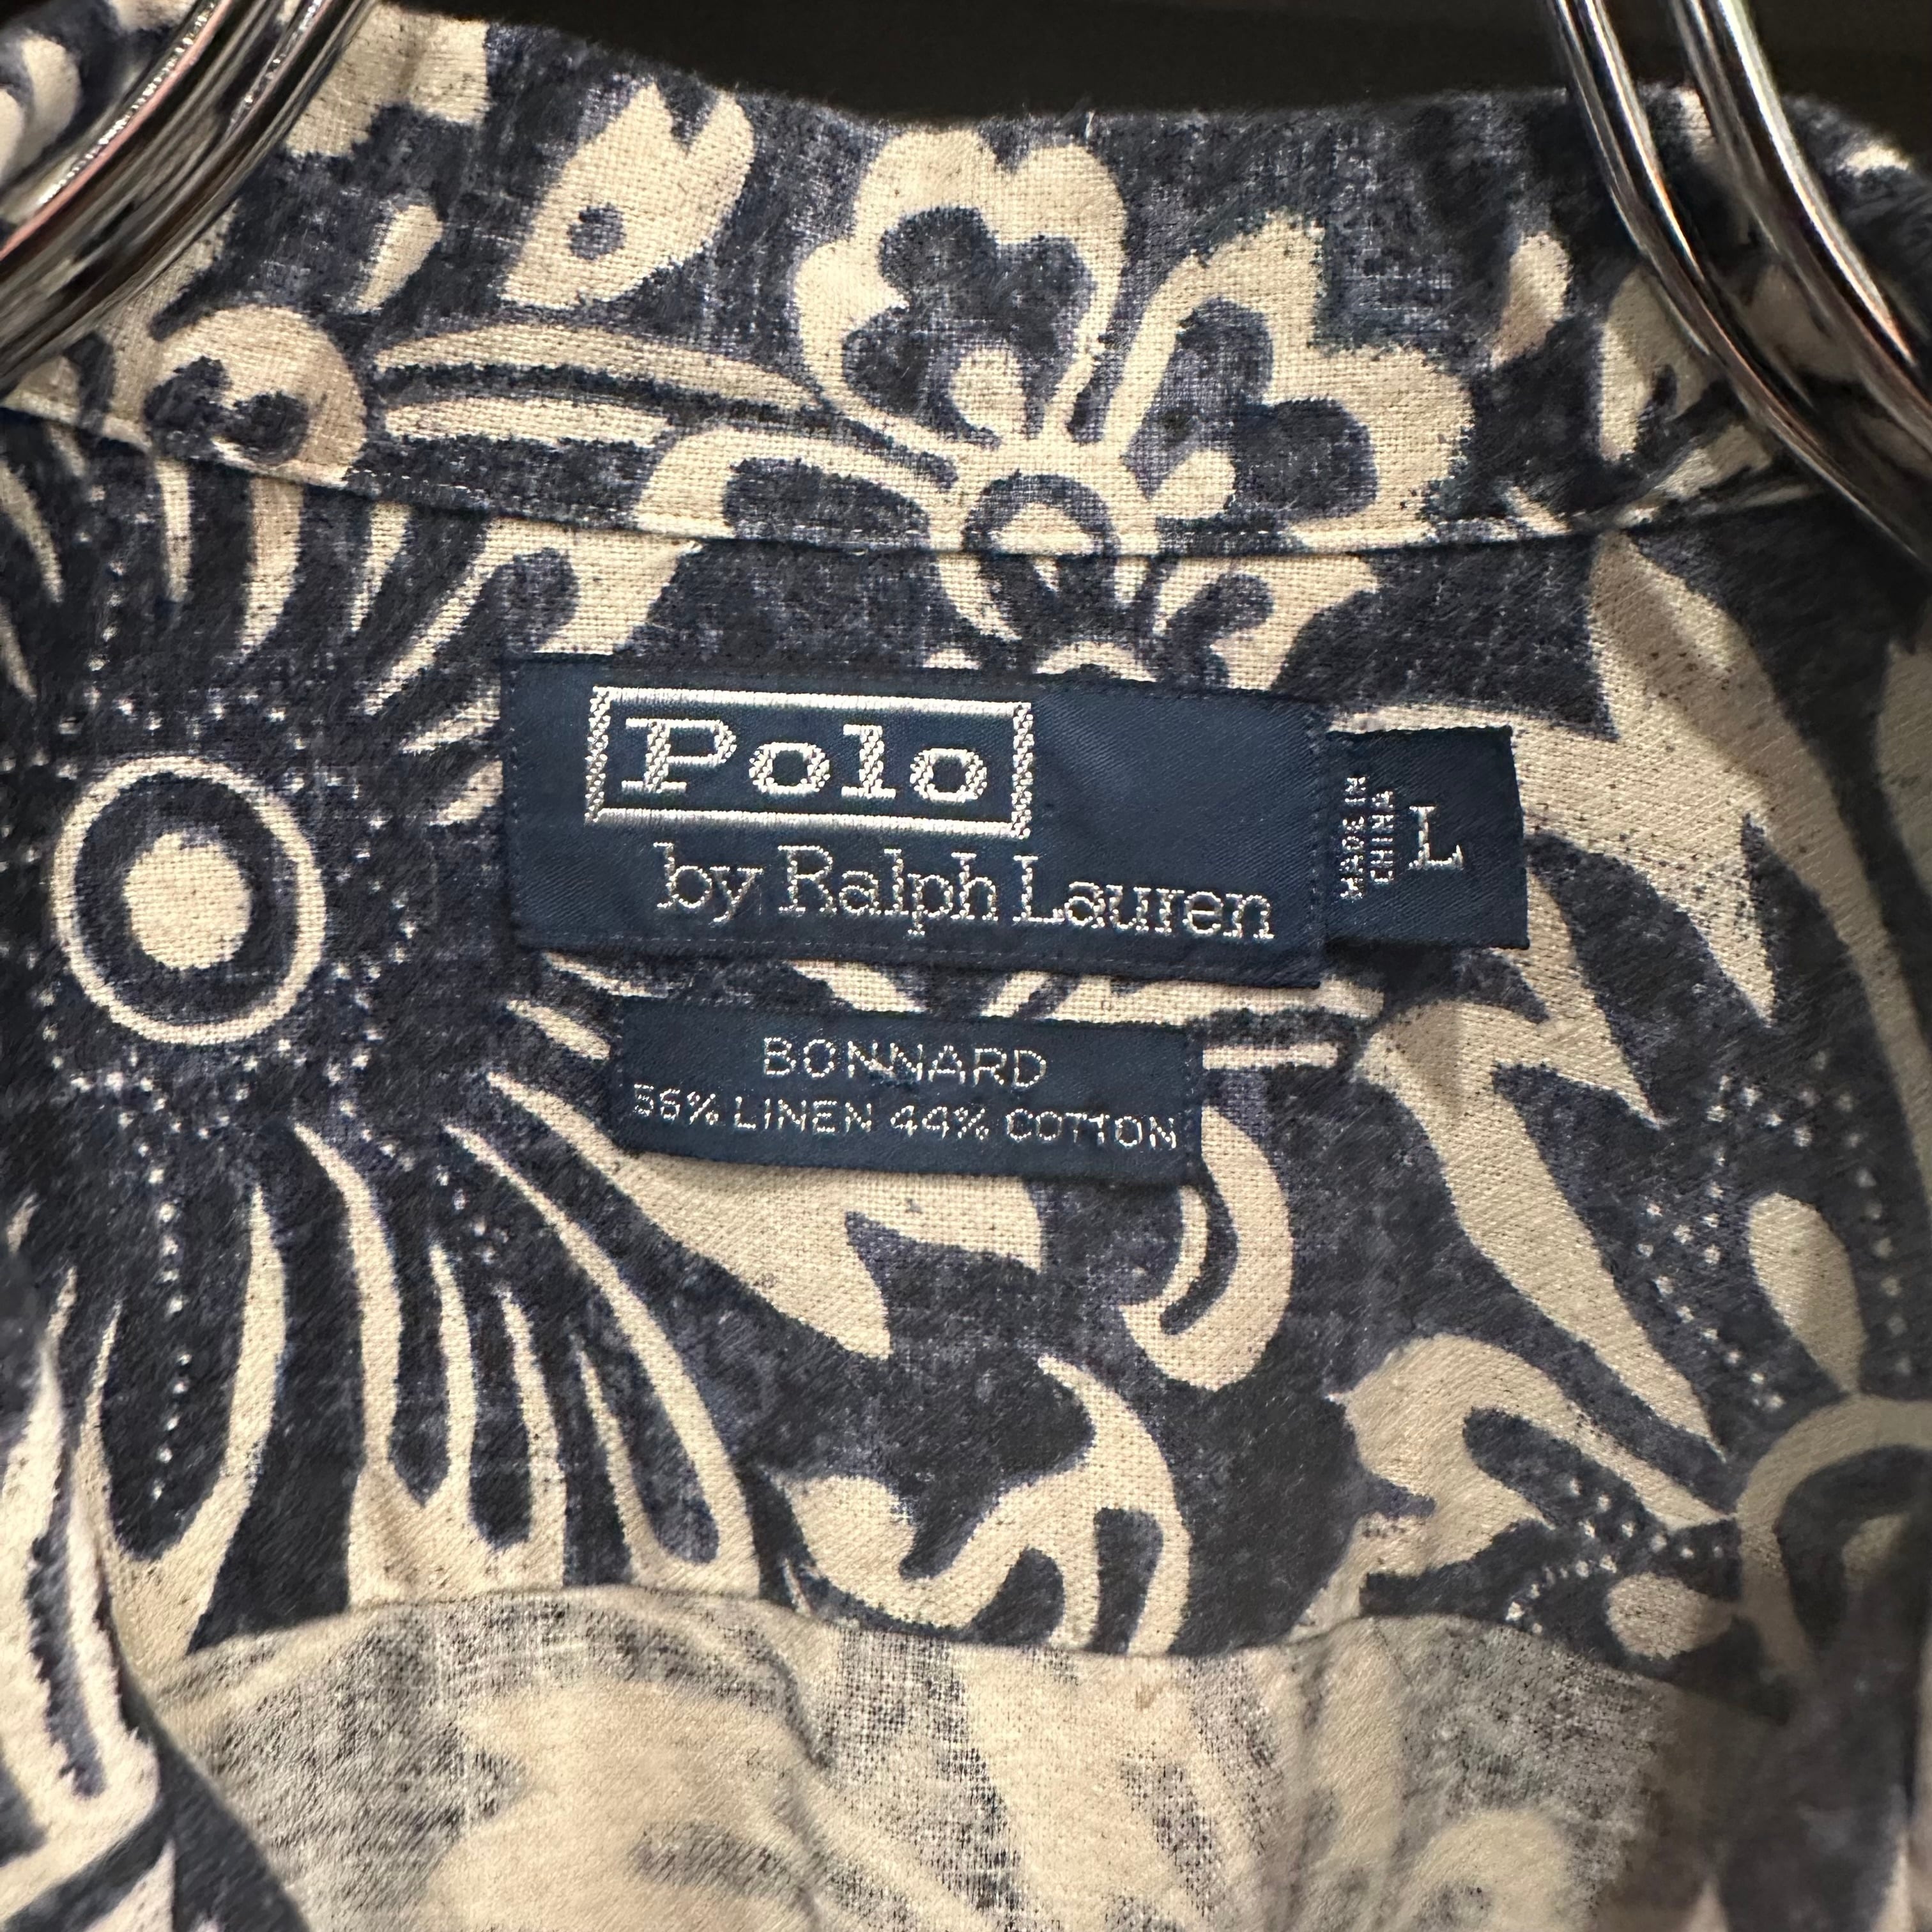 Polo
by Ralph Lauren
MADE IN
CHINA
L
BONNARD
56% LINEN 44% COTTON